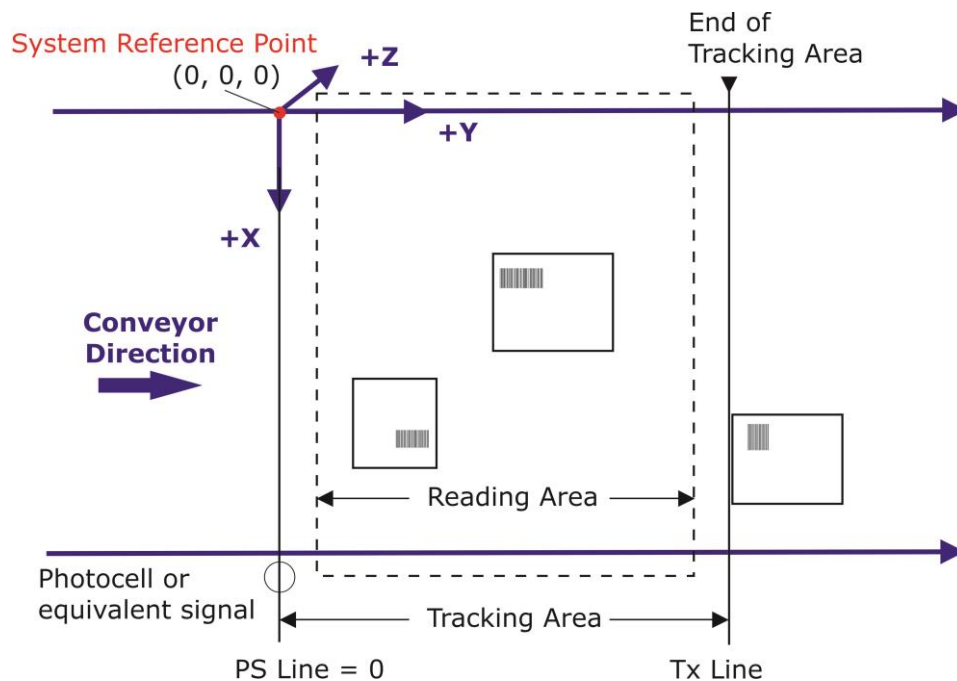 System Reference Point
(0, 0, 0)
+Z
End of
Tracking Area
+Y
+X
Conveyor
Direction
Reading Area
Photocell or
equivalent signal
Tracking Area
PS Line = 0
Tx Line